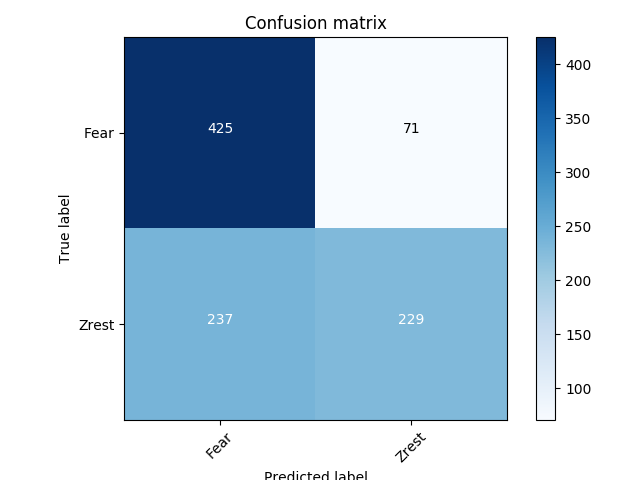 Confusion matrix
True label
Fear
425
71
Zrest
237
229
Fear
Zrest
Predicted label
400
350
300
250
200
150
100